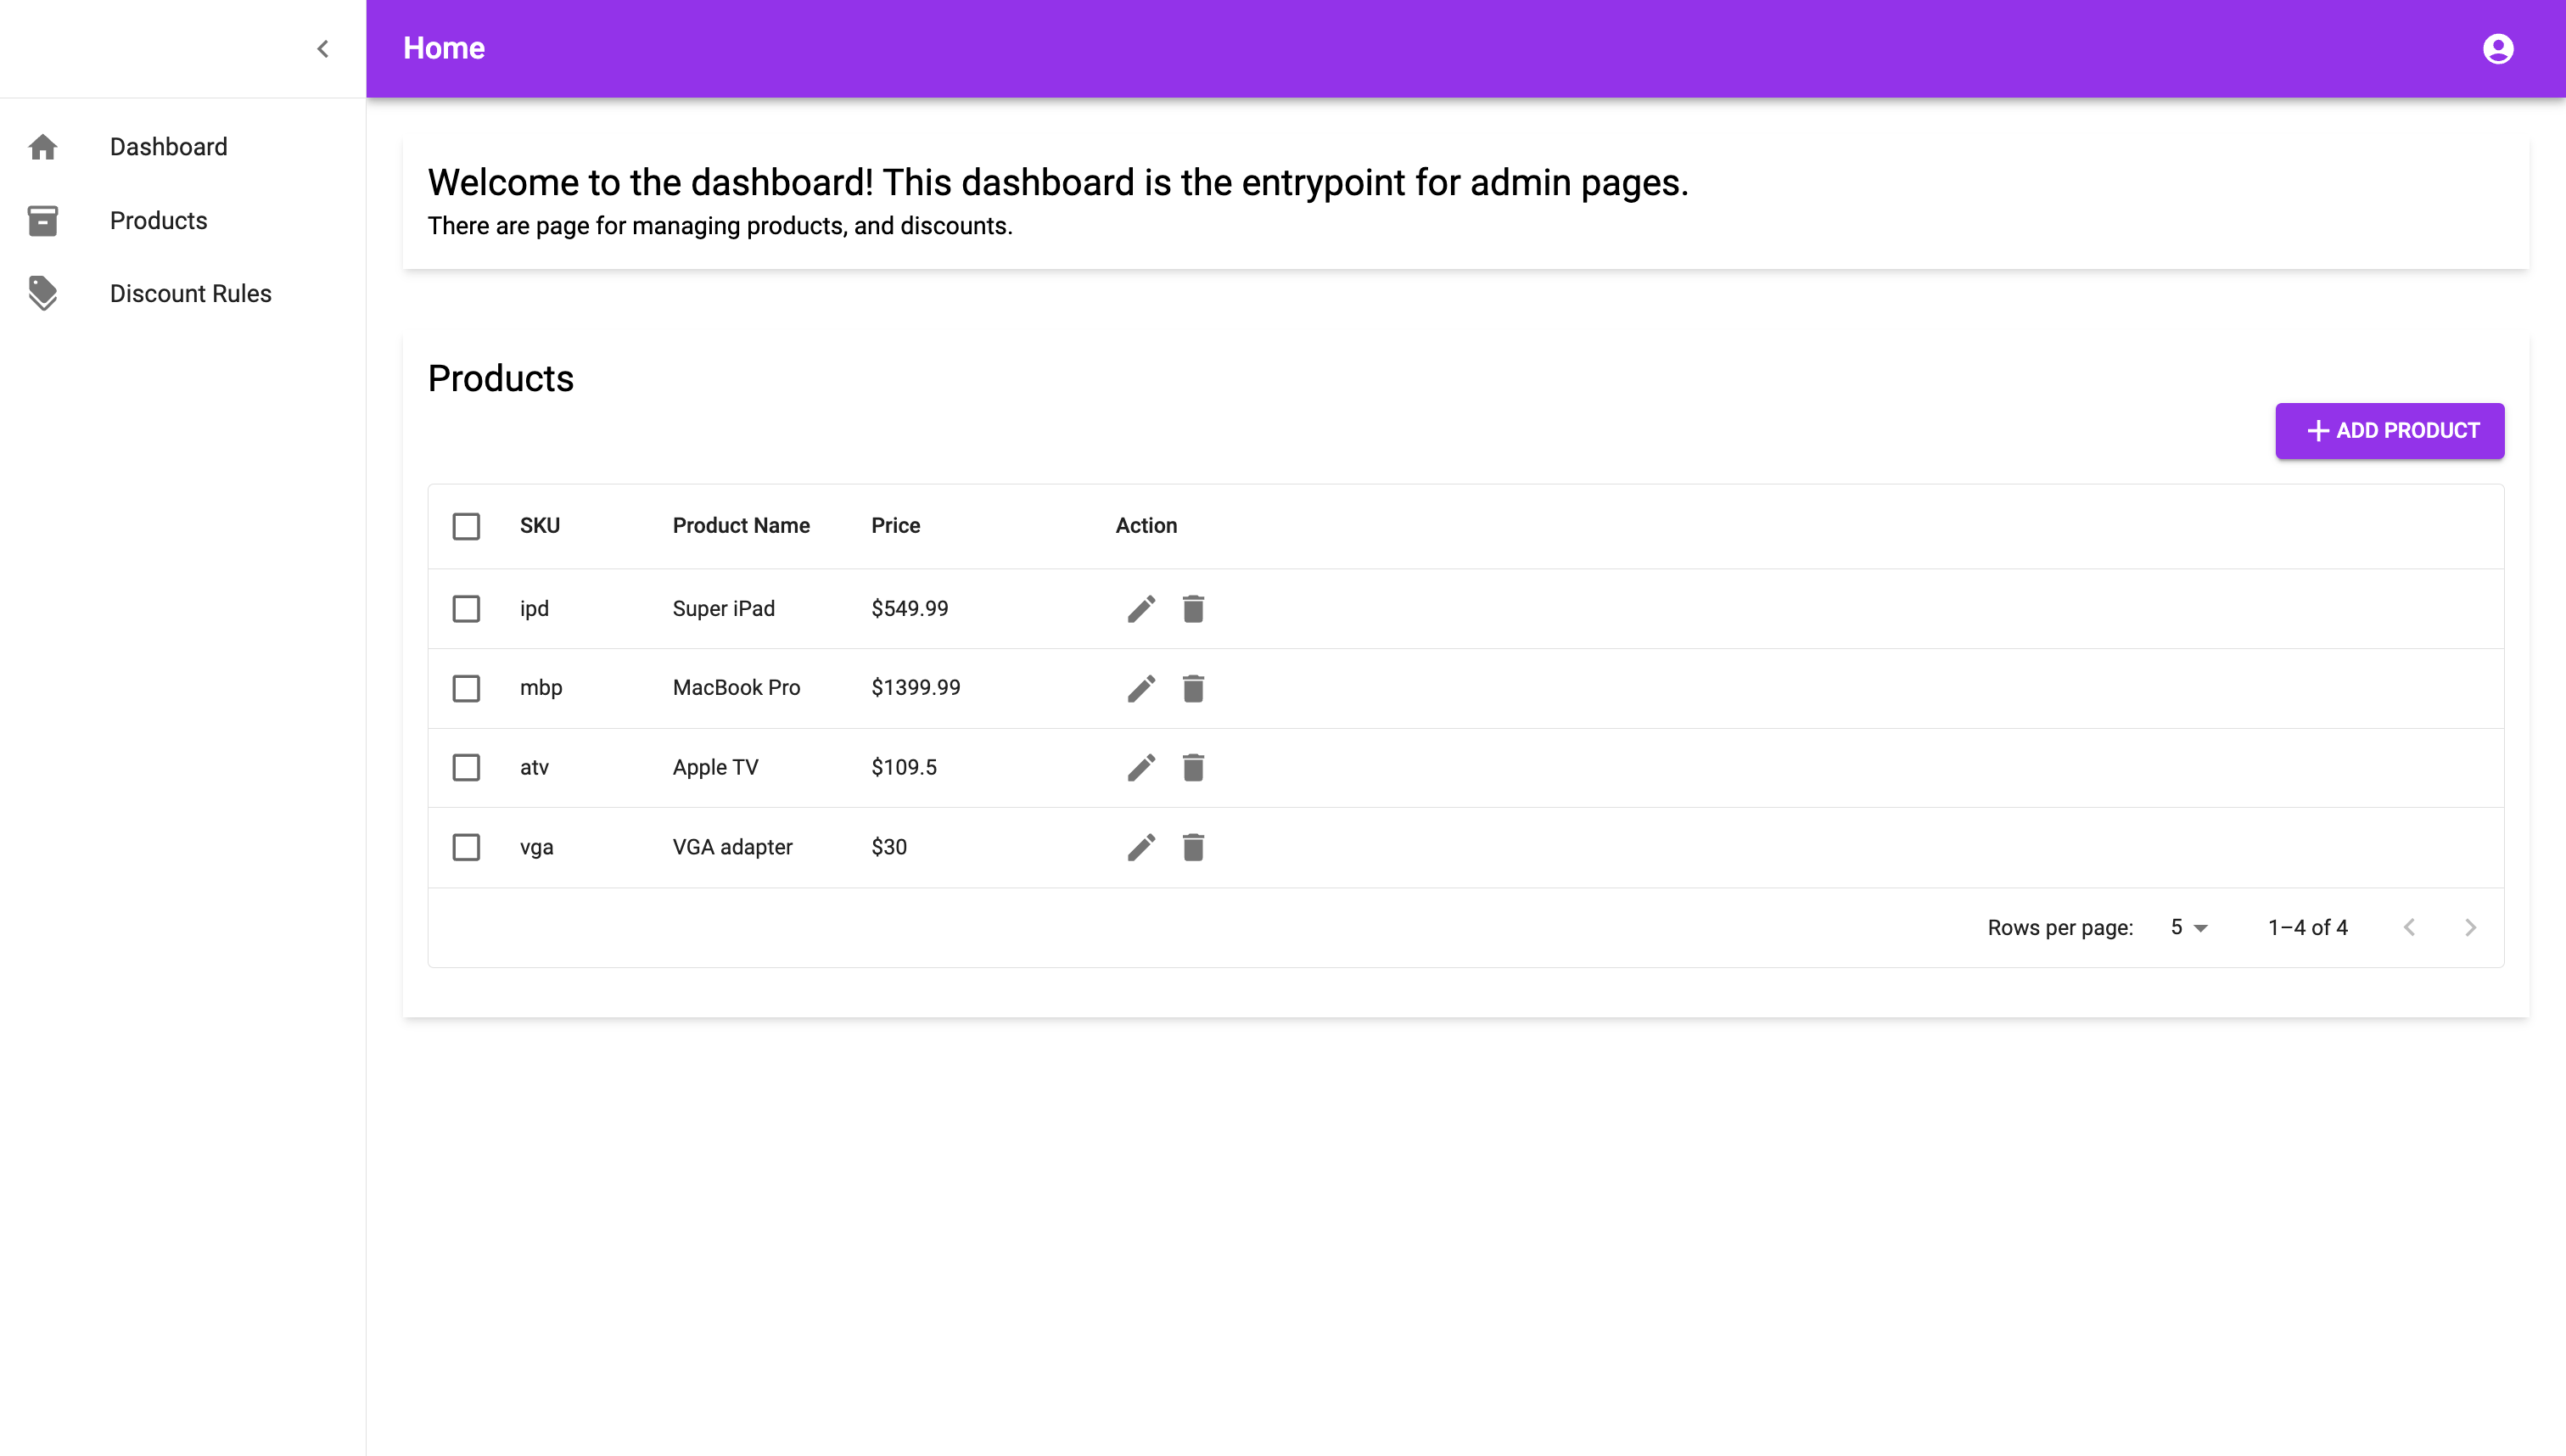 Home
Dashboard
Products
Discount Rules
Welcome to the dashboard! This dashboard is the entrypoint for admin pages.
There are page for managing products, and discounts.
Products
ADD PRODUCT
SKU Product Name Price Action
ipd Super iPad $549.99
mbp MacBook Pro $1399.99
atv Apple TV $109.5
vga VGA adapter $30
Rows per page: 5 1–4 of 4